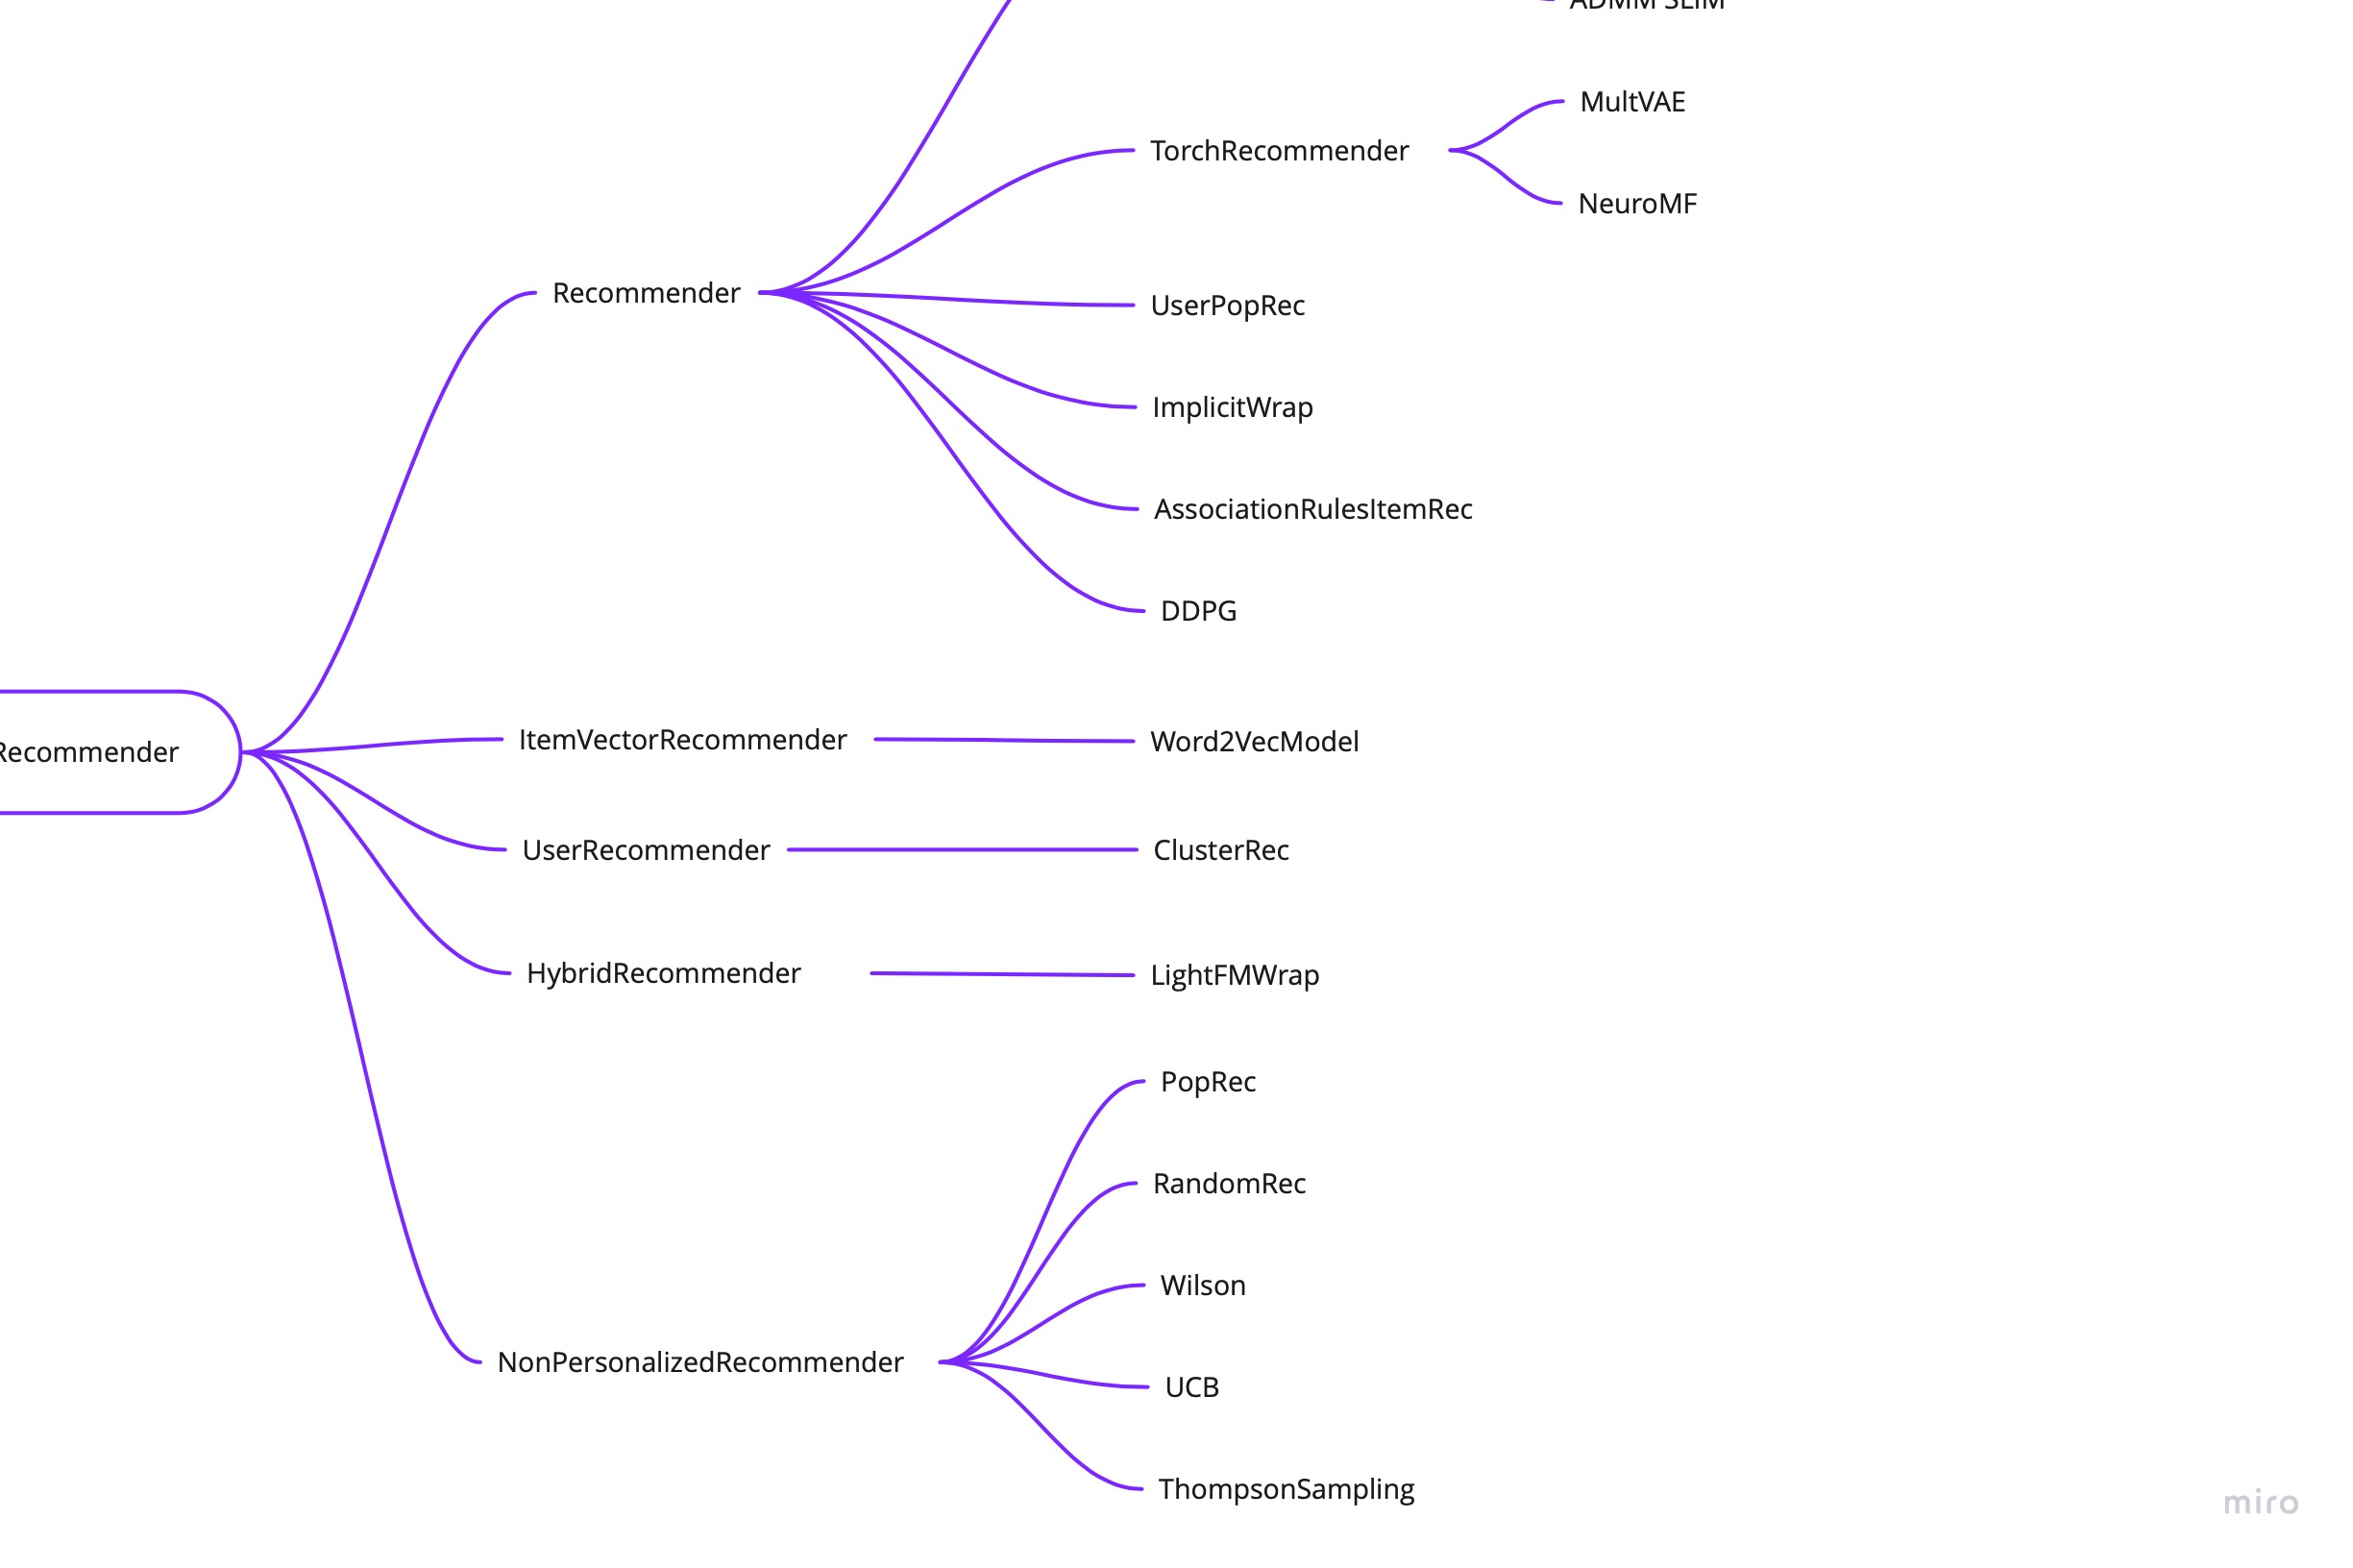 ADMM SLIM
MultVAE
TorchRecommender
NeuroMF
Recommender
UserPopRec
ImplicitWrap
AssociationRulesItemRec
DDPG
ItemVectorRecommender
Word2VecModel
Recommender
UserRecommender
ClusterRec
HybridRecommender
LightFMWrap
PopRec
RandomRec
Wilson
NonPersonalizedRecommender
UCB
ThompsonSampling
miro